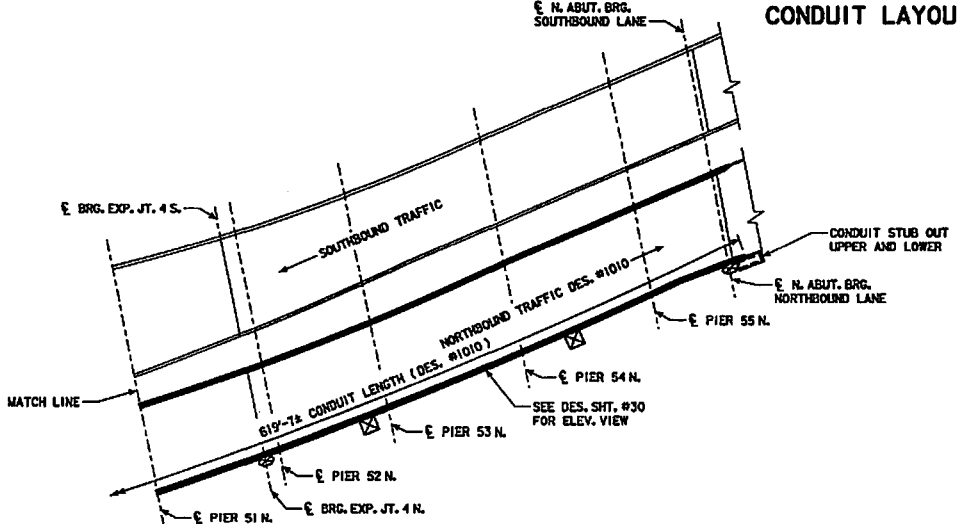 ℄ N. ABUT. BRG.
SOUTHBOUND LANE
CONDUIT LAYOU
℄ BRG. EXP. JT. 4 S.
SOUTHBOUND TRAFFIC
CONDUIT STUB OUT
UPPER AND LOWER
NORTHBOUND TRAFFIC DES. #1010
℄ N. ABUT. BRG.
NORTHBOUND LANE
℄ PIER 55 N.
619'-7± CONDUIT LENGTH (DES. #1010)
℄ PIER 54 N.
MATCH LINE
SEE DES. SHT. #30
FOR ELEV. VIEW
℄ PIER 53 N.
℄ PIER 52 N.
℄ BRG. EXP. JT. 4 N.
℄ PIER 51 N.